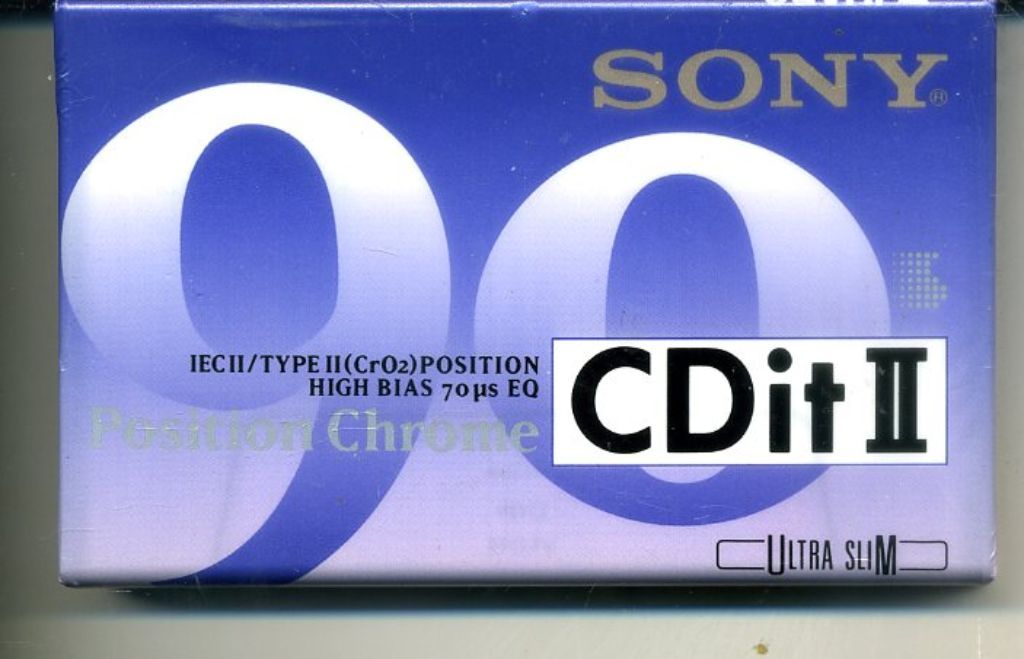 SONY®
90
IECII/TYPE II(CrO2)POSITION
HIGH BIAS 70µs EQ
Position Chrome
CDit II
ULTRA SLIM